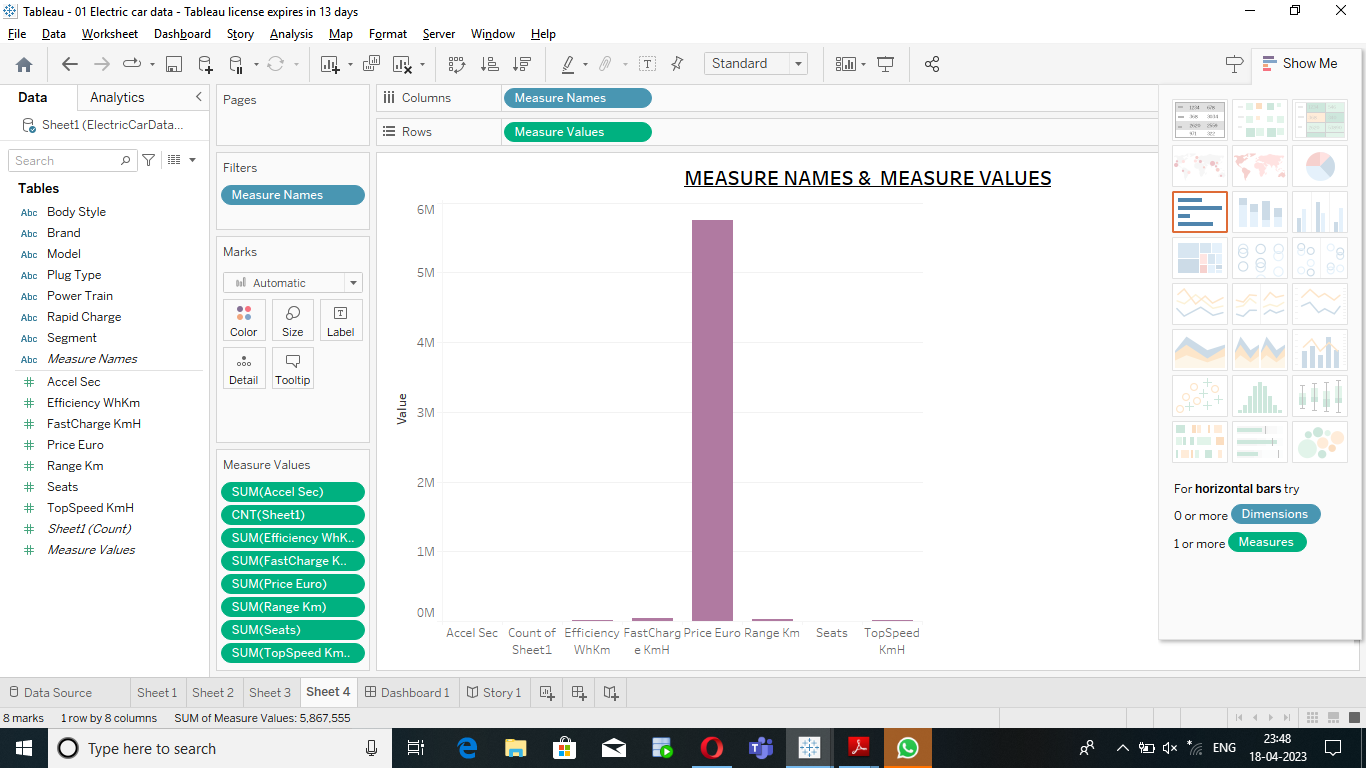 Tableau - 01 Electric car data - Tableau license expires in 13 days
File Data Worksheet Dashboard Story Analysis Map Format Server Window Help
Standard
Show Me
Data Analytics
Sheet1 (ElectricCarData...
Search
Tables
Abc Body Style
Abc Brand
Abc Model
Abc Plug Type
Abc Power Train
Abc Rapid Charge
Abc Segment
Abc Measure Names
Accel Sec
Efficiency WhKm
FastCharge KmH
Price Euro
Range Km
Seats
TopSpeed KmH
Sheet1 (Count)
Measure Values
Pages
Filters
Measure Names
Marks
Automatic
Color Size Label
Detail Tooltip
Measure Values
SUM(Accel Sec)
CNT(Sheet1)
SUM(Efficiency WhK..
SUM(FastCharge K..
SUM(Price Euro)
SUM(Range Km)
SUM(Seats)
SUM(TopSpeed Km..
Columns Measure Names
Rows Measure Values
MEASURE NAMES & MEASURE VALUES
6M
5M
4M
3M
2M
1M
0M
Value
Accel Sec Count of Efficiency FastCharg Price Euro Range Km Seats TopSpeed
Sheet1 WhKm e KmH KmH
For horizontal bars try
0 or more Dimensions
1 or more Measures
Data Source Sheet 1 Sheet 2 Sheet 3 Sheet 4 Dashboard 1 Story 1
8 marks 1 row by 8 columns SUM of Measure Values: 5,867,555
Type here to search
ENG
23:48
18-04-2023